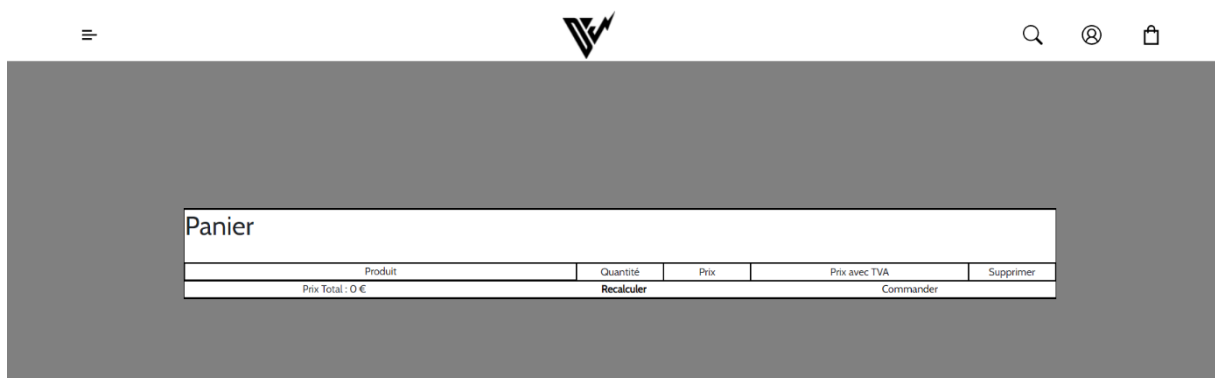 Panier
Produit Quantité Prix Prix avec TVA Supprimer
Prix Total : 0 € Recalculer Commander